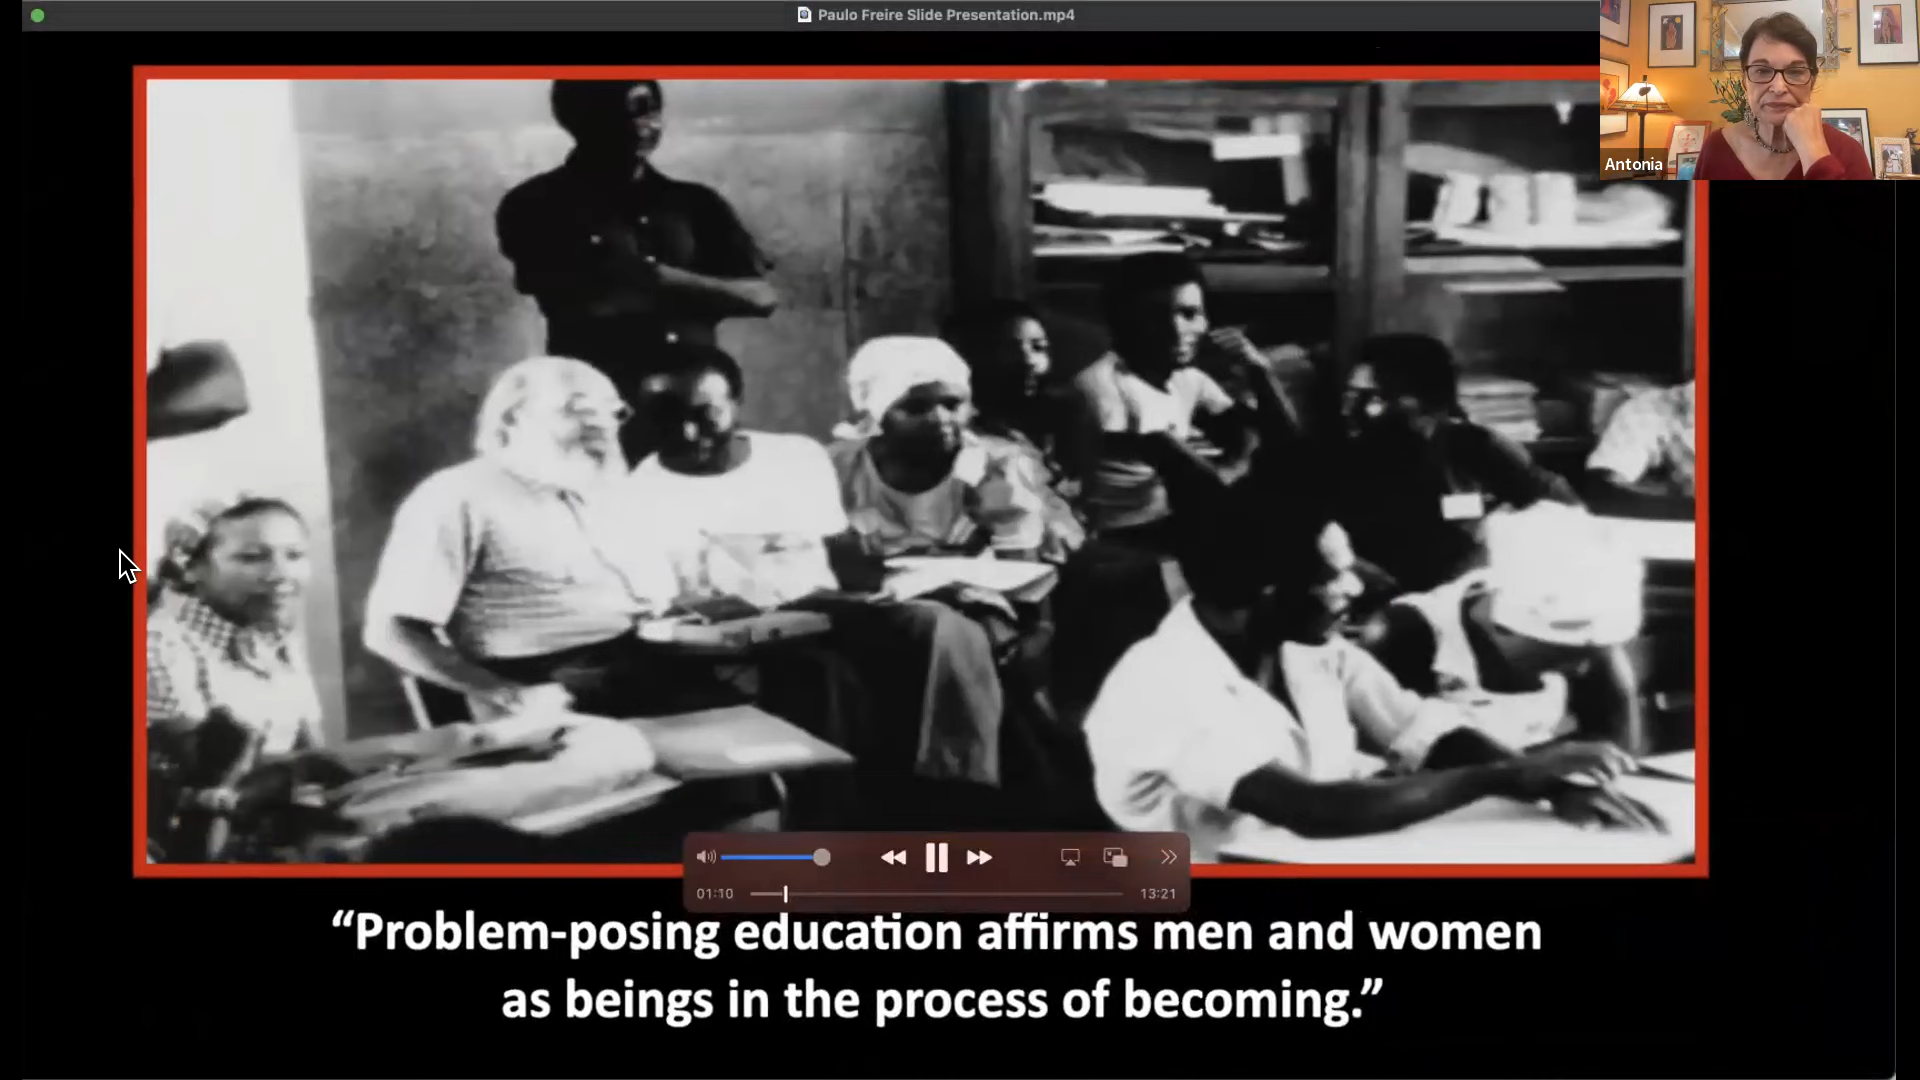 Paulo Freire Slide Presentation.mp4
Antonia
01:10
13:21
“Problem-posing education affirms men and women
as beings in the process of becoming.”